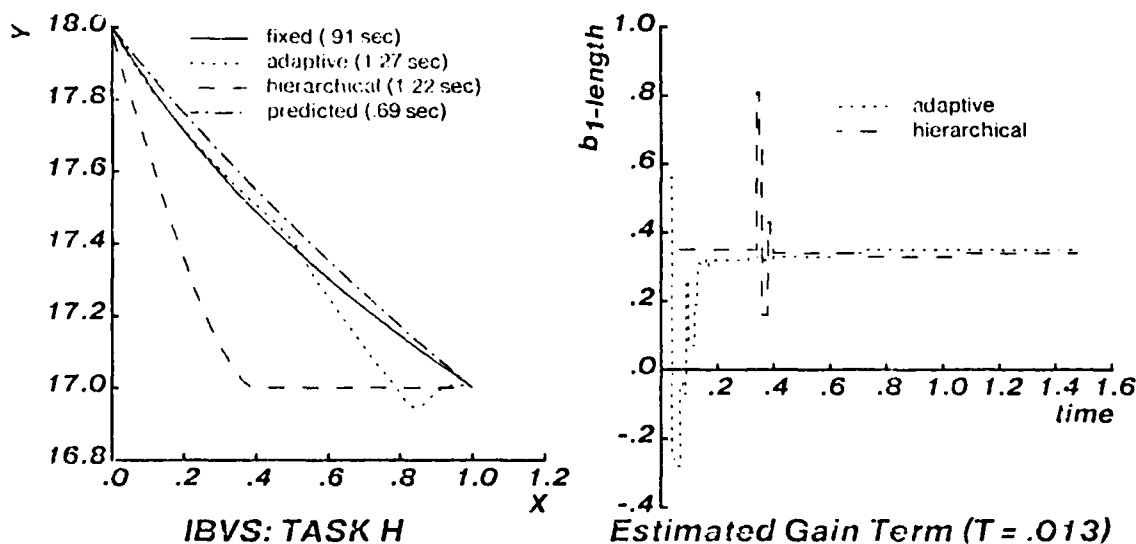 Y
18.0
17.8
17.6
17.4
17.2
17.0
16.8
.0 .2 .4 .6 .8 1.0 1.2
X
fixed (.91 sec)
adaptive (1.27 sec)
hierarchical (1.22 sec)
predicted (.69 sec)
IBVS: TASK H
b1-length
1.0
.8
.6
.4
.2
.0
-.2
-.4
.2 .4 .6 .8 1.0 1.2 1.4 1.6
time
adaptive
hierarchical
Estimated Gain Term (T = .013)